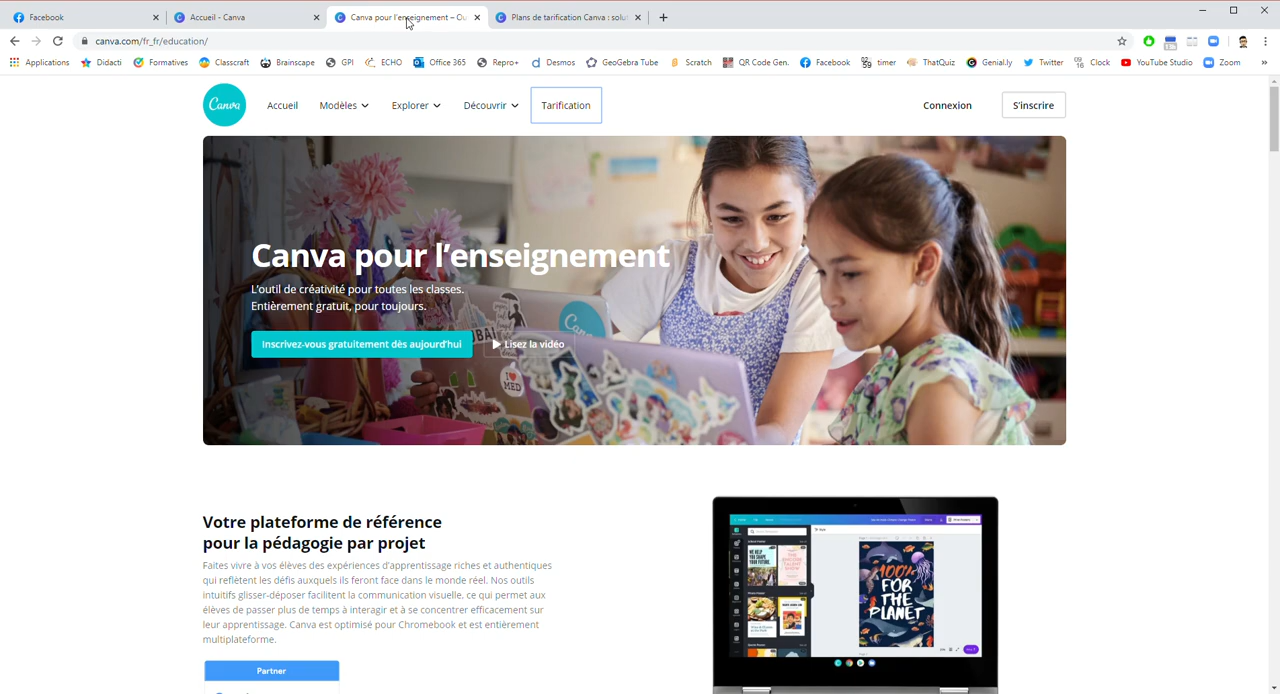 Facebook
Accueil - Canva
Canva pour l'enseignement – Ou
Plans de tarification Canva : solu
canva.com/fr_fr/education/
Applications
Didacti
Formatives
Classcraft
Brainscape
GPI
ECHO
Office 365
Repro+
Desmos
GeoGebra Tube
Scratch
QR Code Gen.
Facebook
timer
ThatQuiz
Genial.ly
Twitter
Clock
YouTube Studio
Zoom
Canva
Accueil
Modèles
Explorer
Découvrir
Tarification
Connexion
S'inscrire
Canva pour l'enseignement
L'outil de créativité pour toutes les classes.
Entièrement gratuit, pour toujours.
Inscrivez-vous gratuitement dès aujourd'hui
Lisez la vidéo
I
MED
Votre plateforme de référence
pour la pédagogie par projet
Faites vivre à vos élèves des expériences d'apprentissage riches et authentiques
qui reflètent les défis auxquels ils feront face dans le monde réel. Nos outils
intuitifs glisser-déposer facilitent la communication visuelle, ce qui permet aux
élèves de passer plus de temps à interagir et à se concentrer efficacement sur
leur apprentissage. Canva est optimisé pour Chromebook et est entièrement
multiplateforme.
Partner
100%
FOR
THE
PLANET